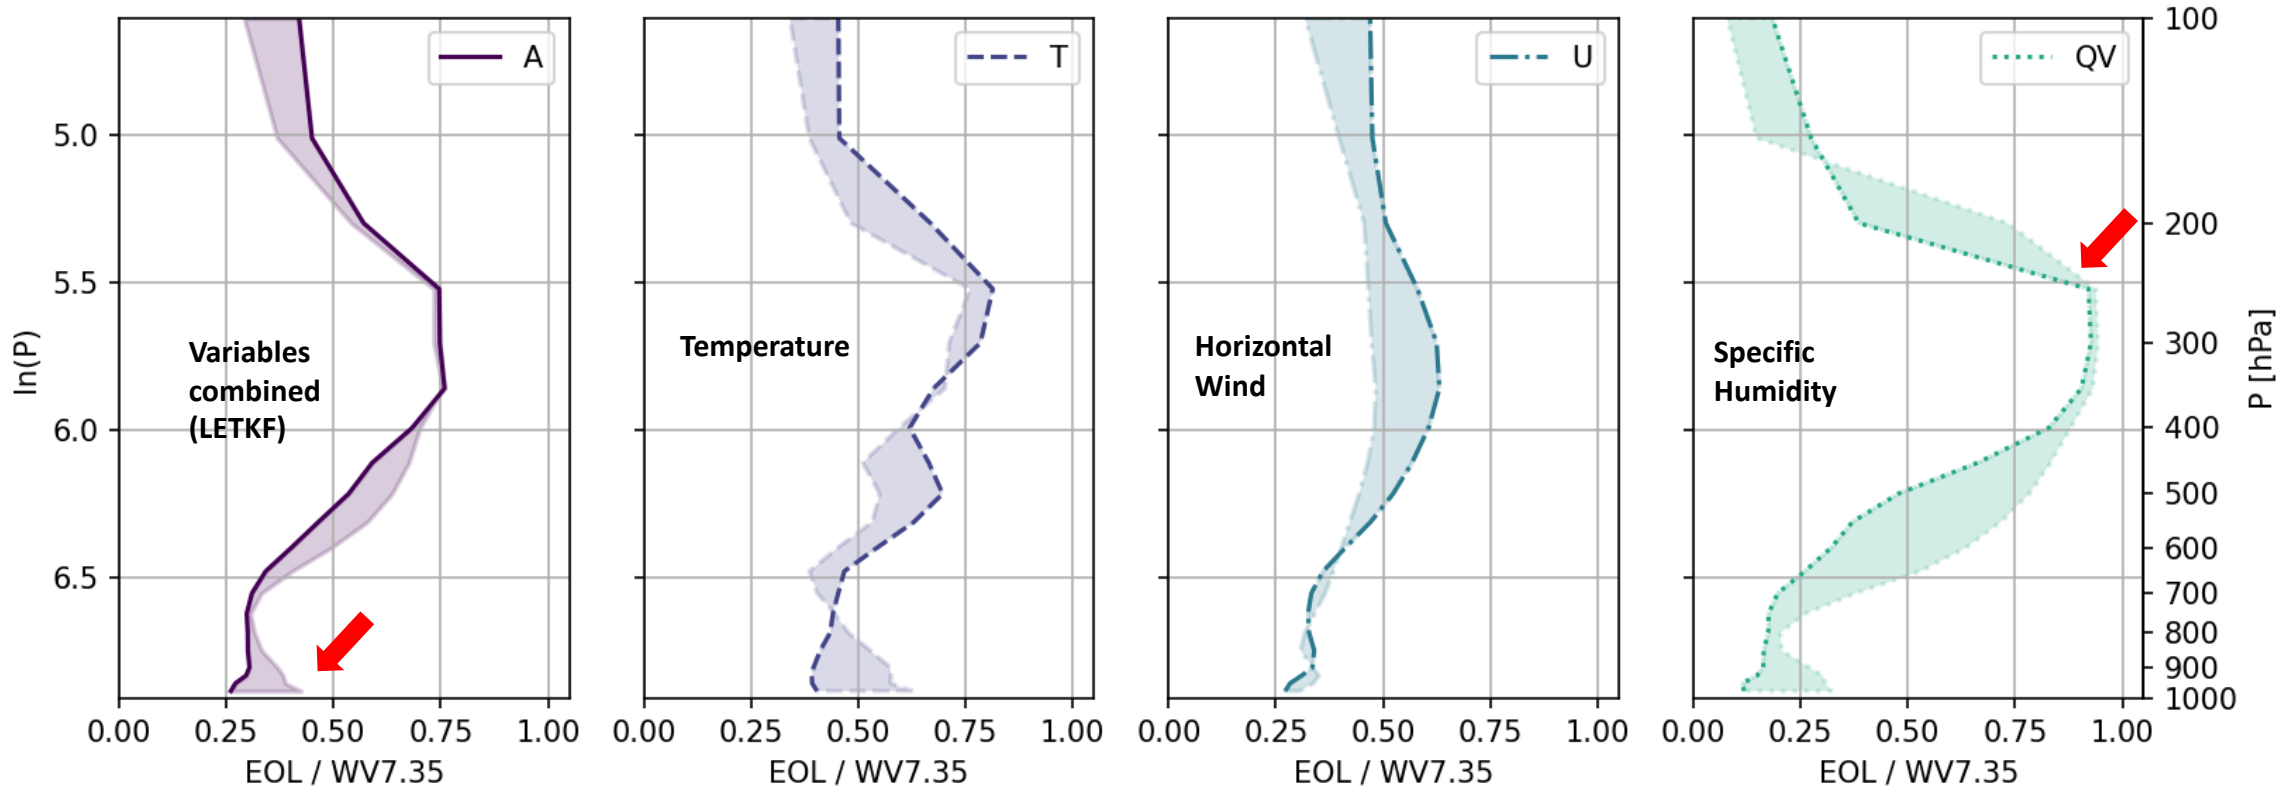 A
T
U
QV
100
5.0
200
5.5
Variables
combined
(LETKF)
Temperature
Horizontal
Wind
Specific
Humidity
300
ln(P)
P [hPa]
6.0
400
500
600
6.5
700
800
900
1000
0.00 0.25 0.50 0.75 1.00
0.00 0.25 0.50 0.75 1.00
0.00 0.25 0.50 0.75 1.00
0.00 0.25 0.50 0.75 1.00
EOL / WV7.35
EOL / WV7.35
EOL / WV7.35
EOL / WV7.35